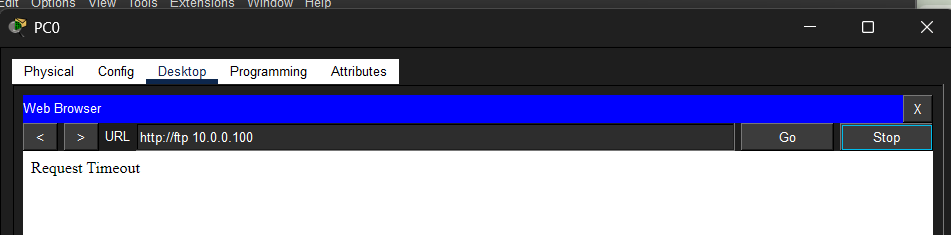 Edit Options View Tools Extensions Window Help
PC0
Physical Config Desktop Programming Attributes
Web Browser X
< > URL http://ftp 10.0.0.100 Go Stop
Request Timeout